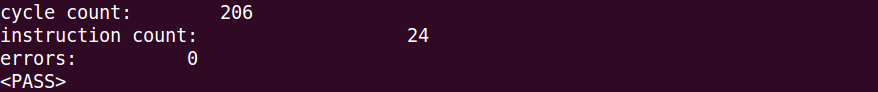 cycle count:        206
instruction count:                   24
errors:          0
<PASS>